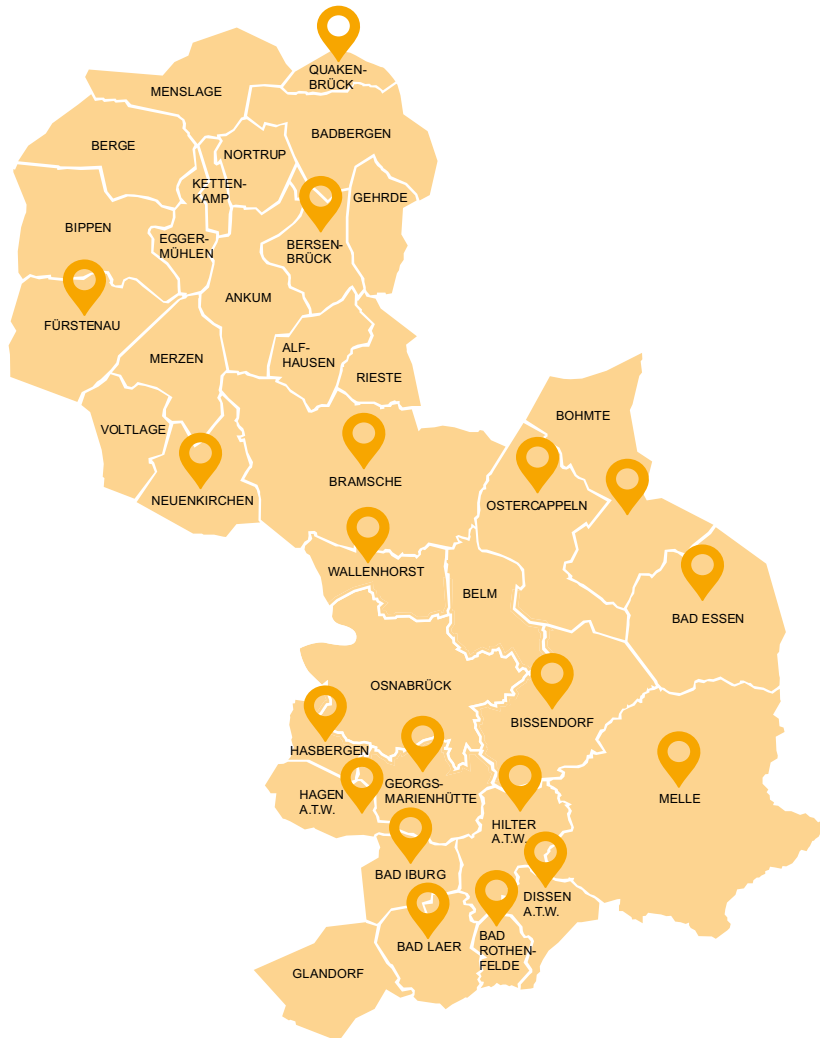 QUAKEN-
BRÜCK
MENSLAGE
BADBERGEN
BERGE
NORTRUP
KETTEN-
KAMP
GEHRDE
BIPPEN
EGGER-
MÜHLEN
BERSEN-
BRÜCK
ANKUM
FÜRSTENAU
ALF-
HAUSEN
MERZEN
RIESTE
BOHMTE
VOLTLAGE
BRAMSCHE
NEUENKIRCHEN
OSTERCAPPELN
WALLENHORST
BELM
BAD ESSEN
OSNABRÜCK
BISSENDORF
HASBERGEN
GEORGS-
MARIENHÜTTE
HAGEN
A.T.W.
MELLE
HILTER
A.T.W.
BAD IBURG
DISSEN
A.T.W.
BAD LAER
BAD
ROTHEN-
FELDE
GLANDORF